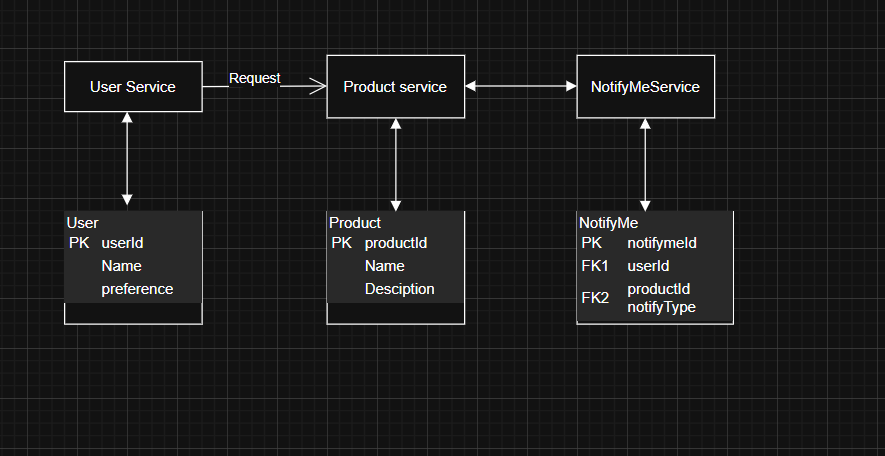 User Service
Request
Product service
NotifyMeService
User
PK userId
Name
preference
Product
PK productId
Name
Desciption
NotifyMe
PK notifymeId
FK1 userId
FK2 productId
notifyType